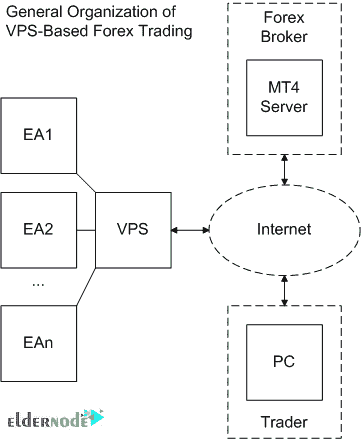 General Organization of
VPS-Based Forex Trading
Forex
Broker
MT4
Server
EA1
EA2
VPS
Internet
...
EAn
PC
Trader
elderNODE